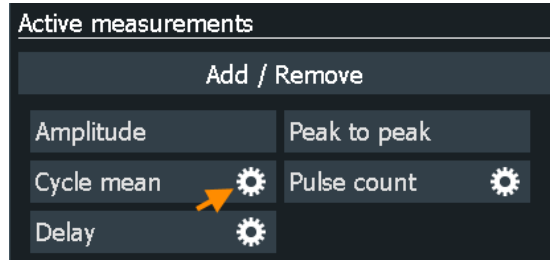 Active measurements
Add / Remove
Amplitude
Peak to peak
Cycle mean
Pulse count
Delay